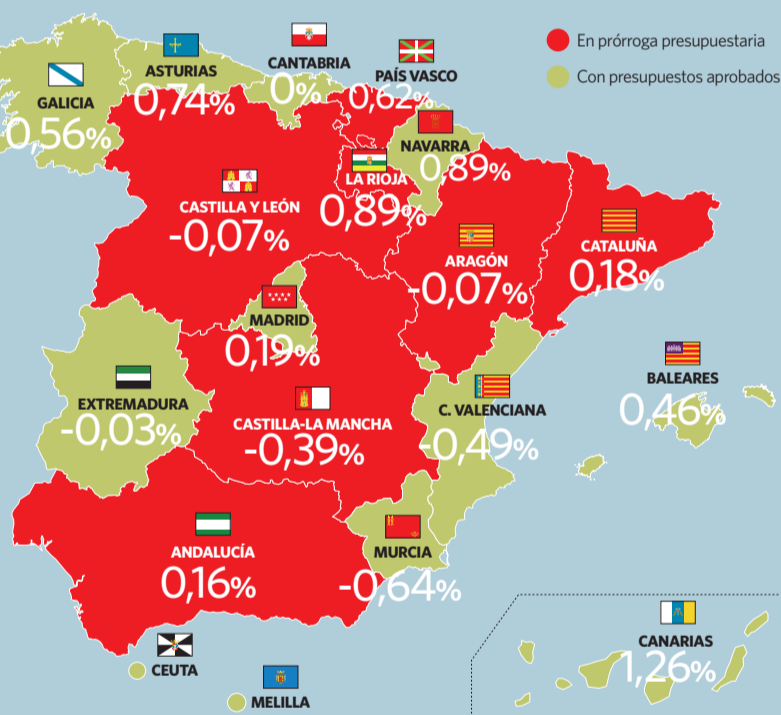 En prórroga presupuestaria
Con presupuestos aprobados
GALICIA
0,56%
ASTURIAS
0,74%
CANTABRIA
0%
PAÍS VASCO
0,62%
NAVARRA
0,89%
LA RIOJA
0,89%
CASTILLA Y LEÓN
-0,07%
ARAGÓN
-0,07%
CATALUÑA
0,18%
MADRID
0,19%
EXTREMADURA
-0,03%
CASTILLA-LA MANCHA
-0,39%
C. VALENCIANA
-0,49%
BALEARES
0,46%
ANDALUCÍA
0,16%
MURCIA
-0,64%
CANARIAS
1,26%
CEUTA
MELILLA